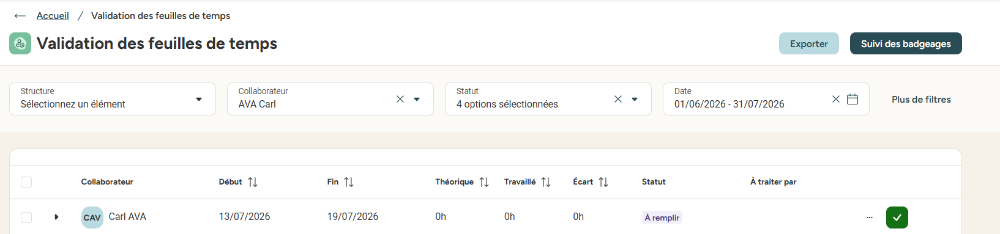 ← Accueil / Validation des feuilles de temps
Validation des feuilles de temps
Exporter
Suivi des badgeages
Structure
Sélectionnez un élément
Collaborateur
AVA Carl
Statut
4 options sélectionnées
Date
01/06/2026 - 31/07/2026
Plus de filtres
Collaborateur Début Fin Théorique Travaillé Écart Statut À traiter par
CAV Carl AVA 13/07/2026 19/07/2026 0h 0h 0h À remplir ...